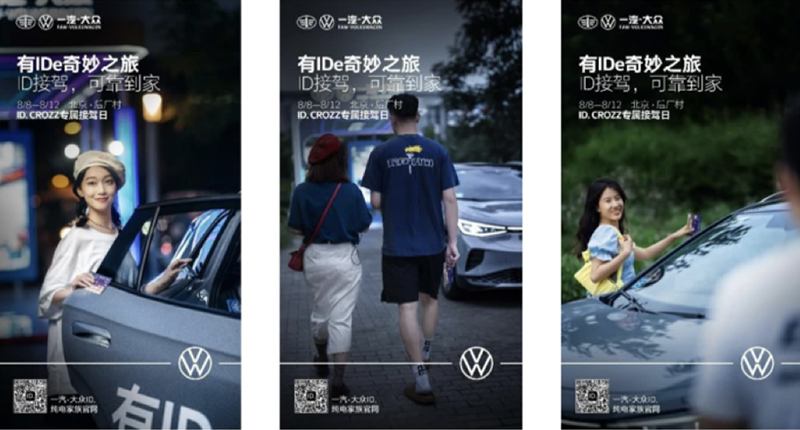 一汽-大众
FAW-VOLKSWAGEN
有IDe奇妙之旅
ID接驾，可靠到家
8/8—8/12 北京·后厂村
ID. CROZZ专属接驾日
有ID
一汽-大众ID.
纯电家族官网
一汽-大众
FAW-VOLKSWAGEN
有IDe奇妙之旅
ID接驾，可靠到家
8/8—8/12 北京·后厂村
ID. CROZZ专属接驾日
一汽-大众ID.
纯电家族官网
一汽-大众
FAW-VOLKSWAGEN
有IDe奇妙之旅
ID接驾，可靠到家
8/8—8/12 北京·后厂村
ID. CROZZ专属接驾日
一汽-大众ID.
纯电家族官网